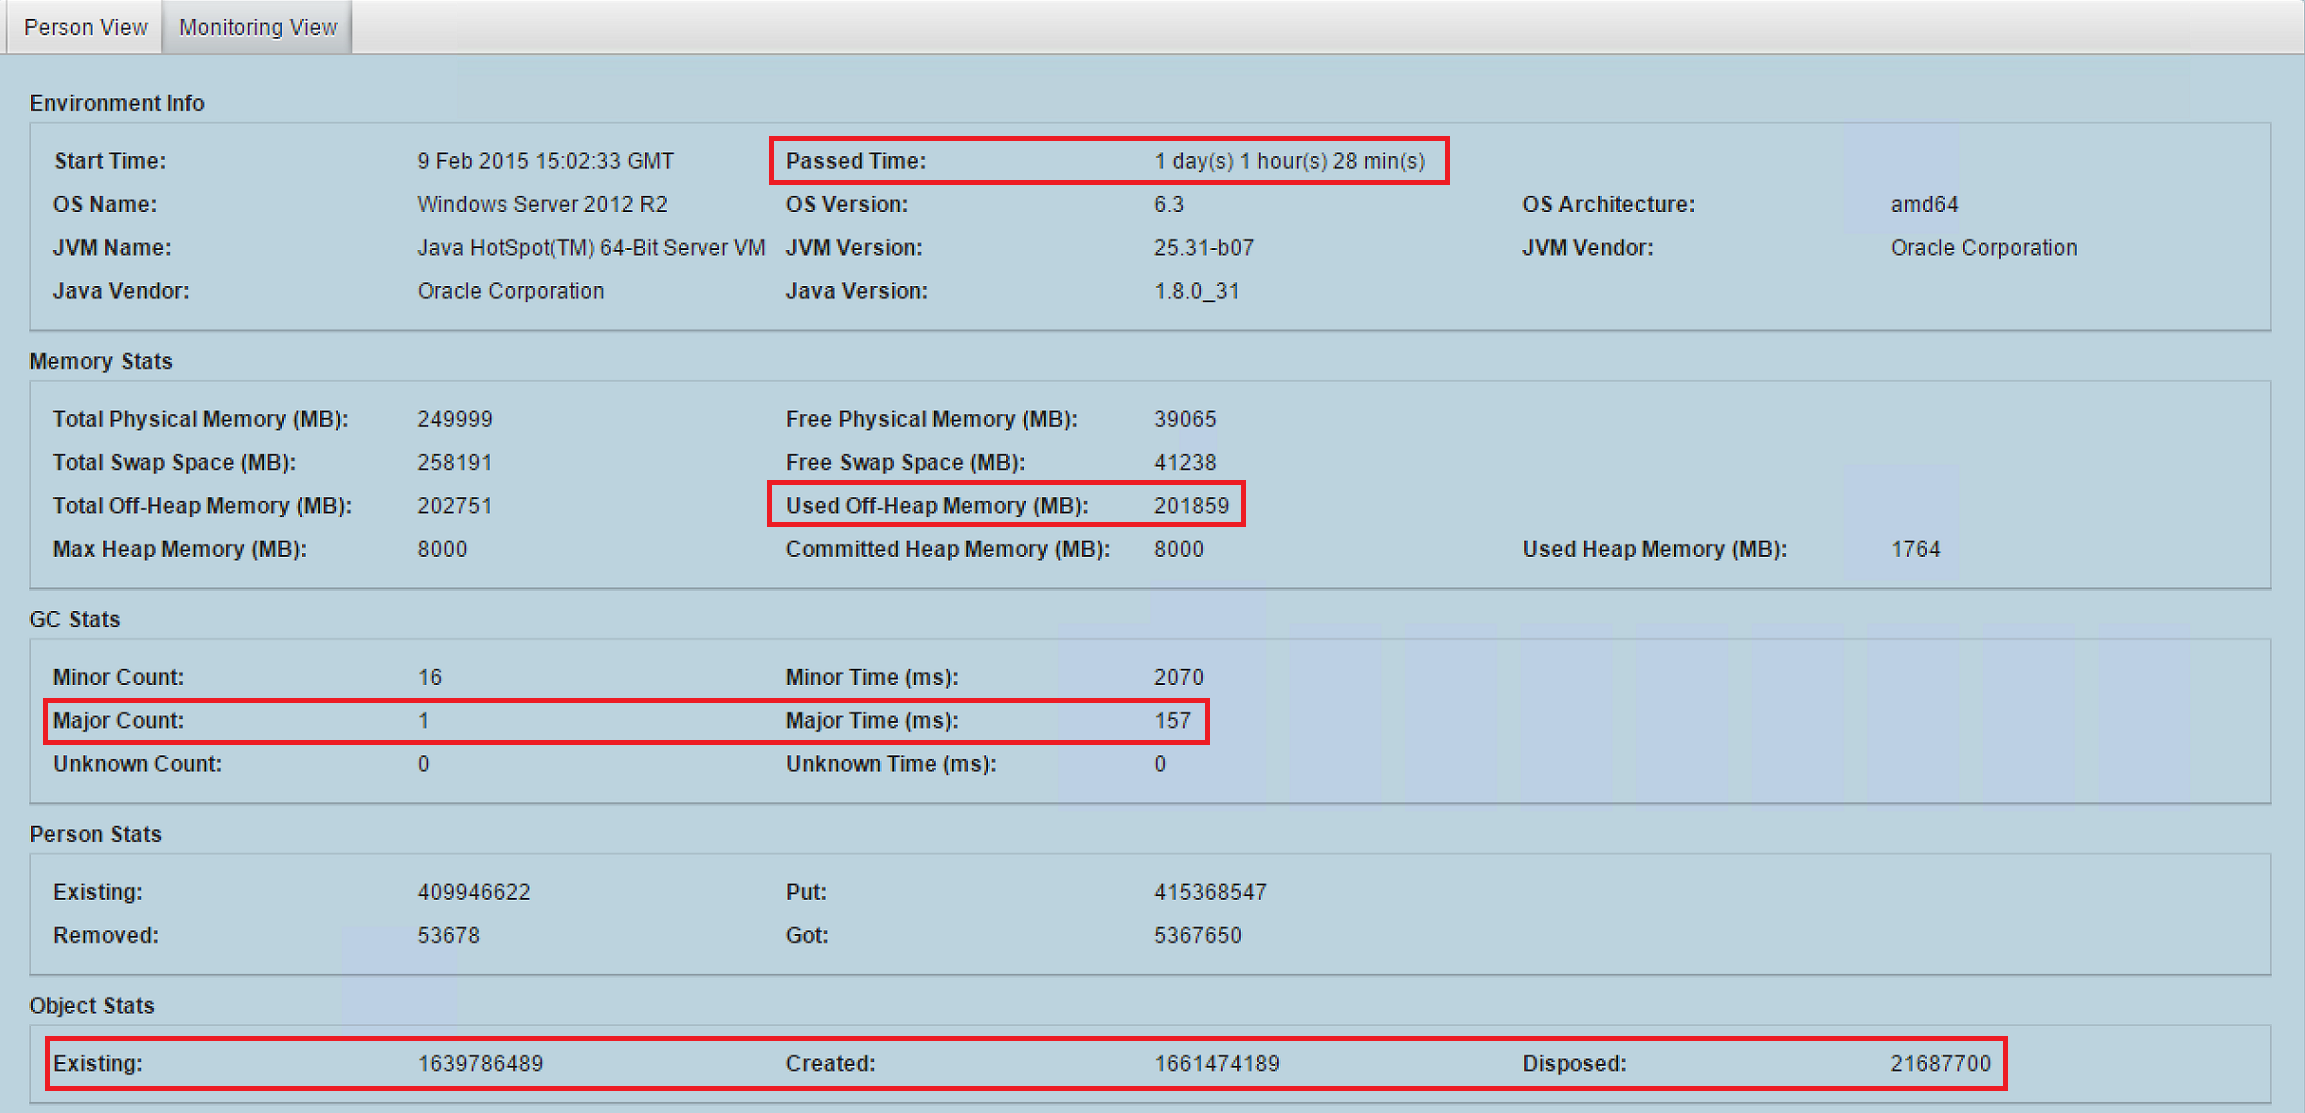 Person View Monitoring View
Environment Info
Start Time: 9 Feb 2015 15:02:33 GMT Passed Time: 1 day(s) 1 hour(s) 28 min(s)
OS Name: Windows Server 2012 R2 OS Version: 6.3 OS Architecture: amd64
JVM Name: Java HotSpot(TM) 64-Bit Server VM JVM Version: 25.31-b07 JVM Vendor: Oracle Corporation
Java Vendor: Oracle Corporation Java Version: 1.8.0_31
Memory Stats
Total Physical Memory (MB): 249999 Free Physical Memory (MB): 39065
Total Swap Space (MB): 258191 Free Swap Space (MB): 41238
Total Off-Heap Memory (MB): 202751 Used Off-Heap Memory (MB): 201859
Max Heap Memory (MB): 8000 Committed Heap Memory (MB): 8000 Used Heap Memory (MB): 1764
GC Stats
Minor Count: 16 Minor Time (ms): 2070
Major Count: 1 Major Time (ms): 157
Unknown Count: 0 Unknown Time (ms): 0
Person Stats
Existing: 409946622 Put: 415368547
Removed: 53678 Got: 5367650
Object Stats
Existing: 1639786489 Created: 1661474189 Disposed: 21687700